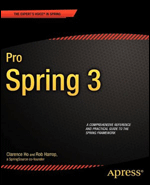 THE EXPERT'S VOICE® IN SPRING
Pro
Spring 3
A COMPREHENSIVE REFERENCE
AND PRACTICAL GUIDE TO THE
SPRING FRAMEWORK
Clarence Ho and Rob Harrop,
a SpringSource co-founder
Apress®